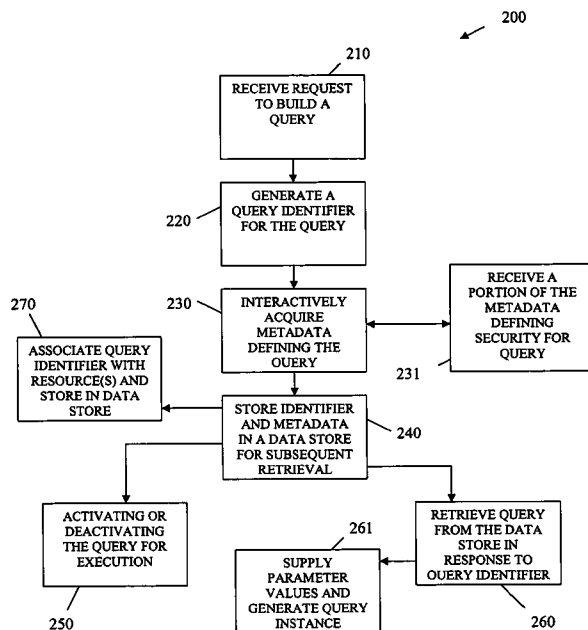 200
210
RECEIVE REQUEST
TO BUILD A
QUERY
220
GENERATE A
QUERY IDENTIFIER
FOR THE QUERY
230
INTERACTIVELY
ACQUIRE
METADATA
DEFINING THE
QUERY
RECEIVE A
PORTION OF THE
METADATA
DEFINING
SECURITY FOR
QUERY
231
270
ASSOCIATE QUERY
IDENTIFIER WITH
RESOURCE(S) AND
STORE IN DATA
STORE
STORE IDENTIFIER
AND METADATA
IN A DATA STORE
FOR SUBSEQUENT
RETRIEVAL
240
ACTIVATING OR
DEACTIVATING
THE QUERY FOR
EXECUTION
250
261
SUPPLY
PARAMETER
VALUES AND
GENERATE QUERY
INSTANCE
RETRIEVE QUERY
FROM THE DATA
STORE IN
RESPONSE TO
QUERY IDENTIFIER
260